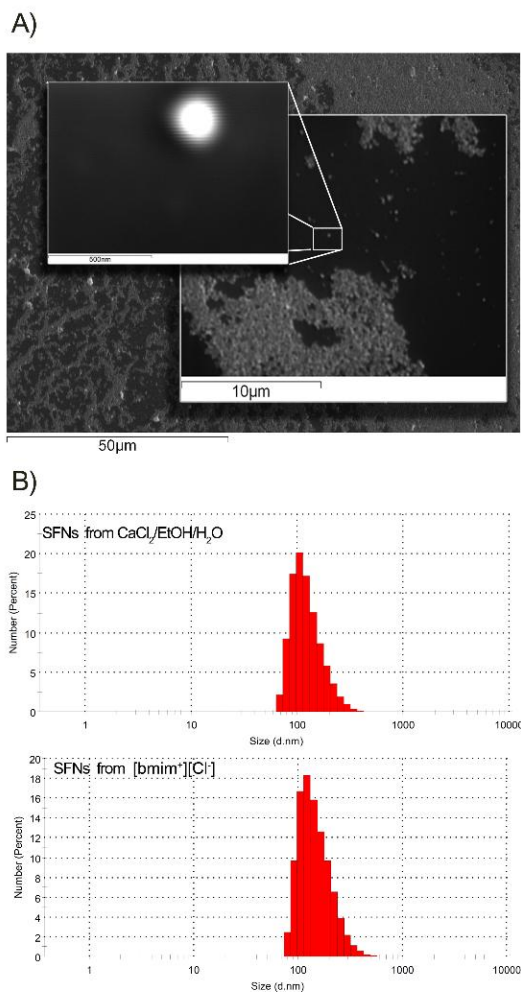 A)
500nm
10µm
50µm
B)
25
SFNs from CaCl₂/EtOH/H₂O
20
15
10
5
0
Number (Percent)
1
10
100
1000
10000
Size (d.nm)
20
SFNs from [bmim⁺][Cl⁻]
18
16
14
12
10
8
6
4
2
0
Number (Percent)
1
10
100
1000
10000
Size (d.nm)